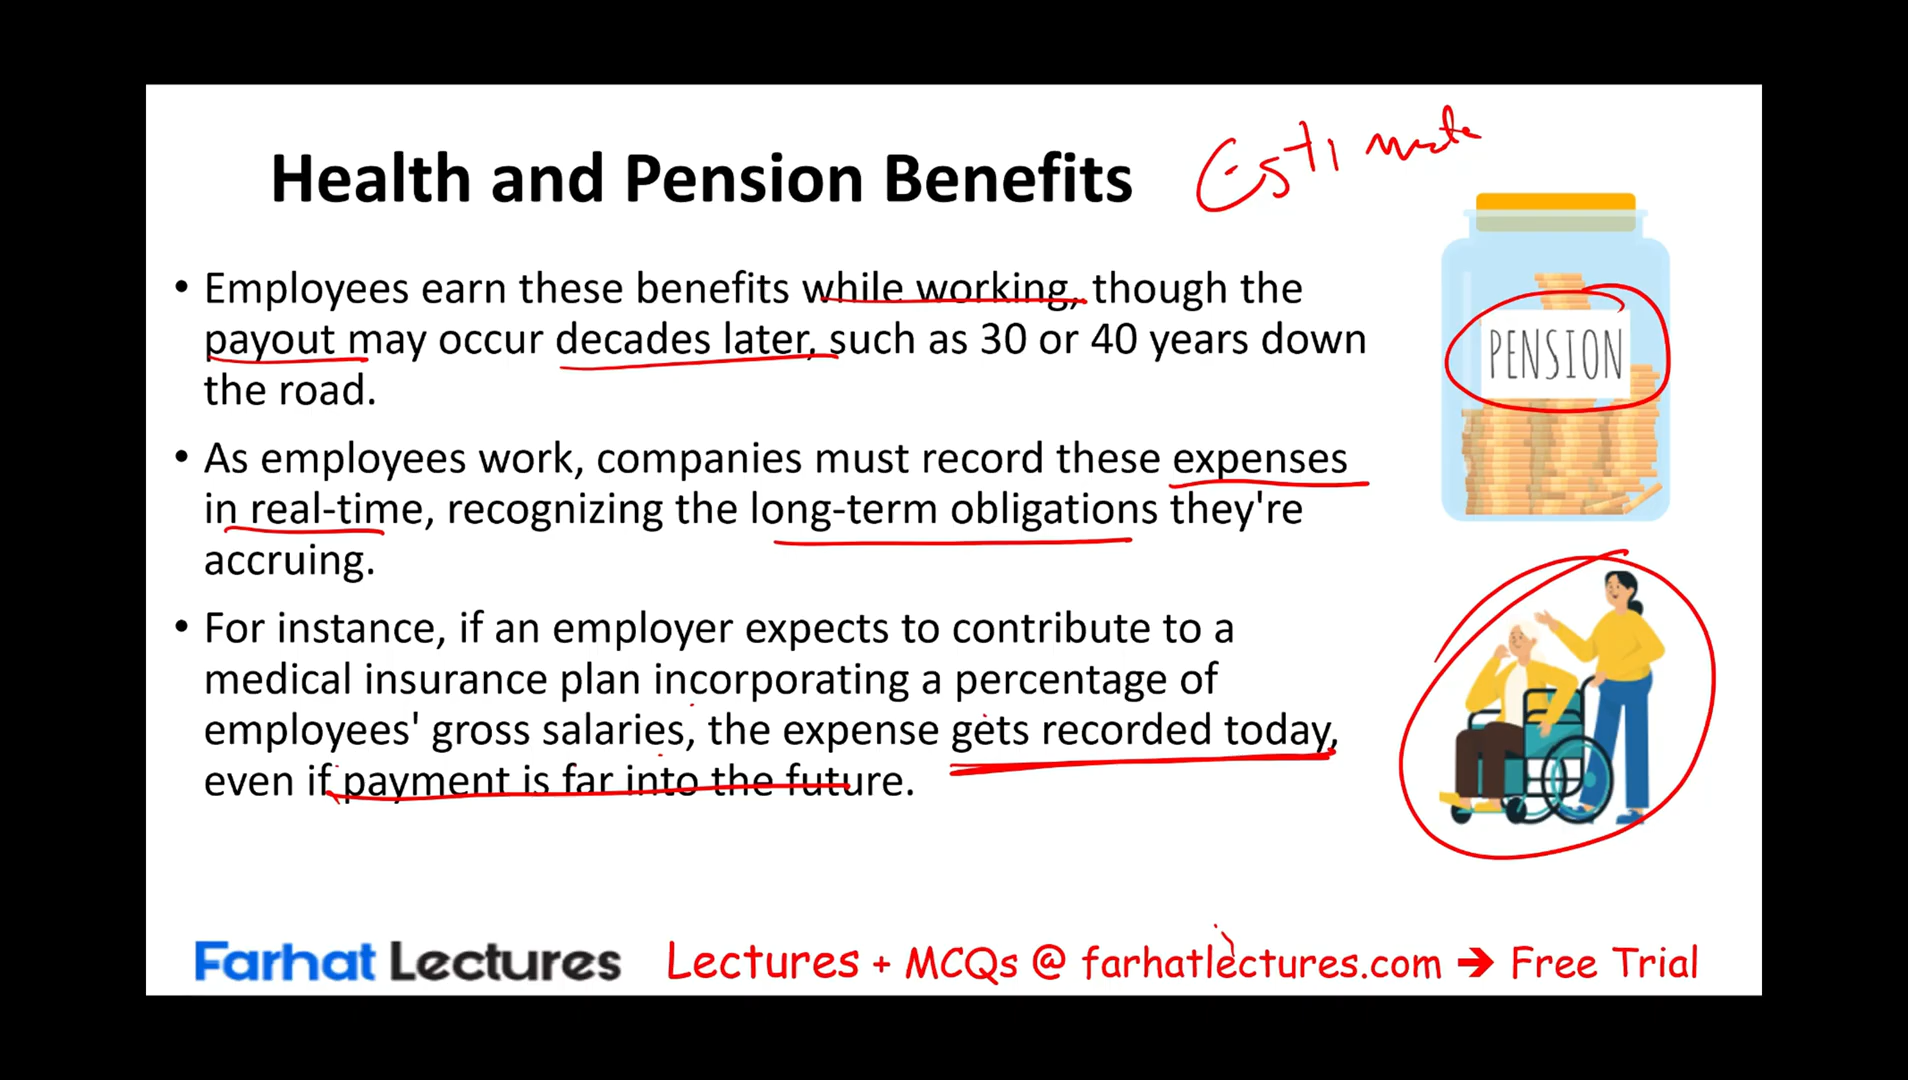 Health and Pension Benefits
Estimate
• Employees earn these benefits while working, though the
payout may occur decades later, such as 30 or 40 years down
the road.
PENSION
• As employees work, companies must record these expenses
in real-time, recognizing the long-term obligations they're
accruing.
• For instance, if an employer expects to contribute to a
medical insurance plan incorporating a percentage of
employees' gross salaries, the expense gets recorded today,
even if payment is far into the future.
Farhat Lectures
Lectures + MCQs @ farhatlectures.com ➔ Free Trial